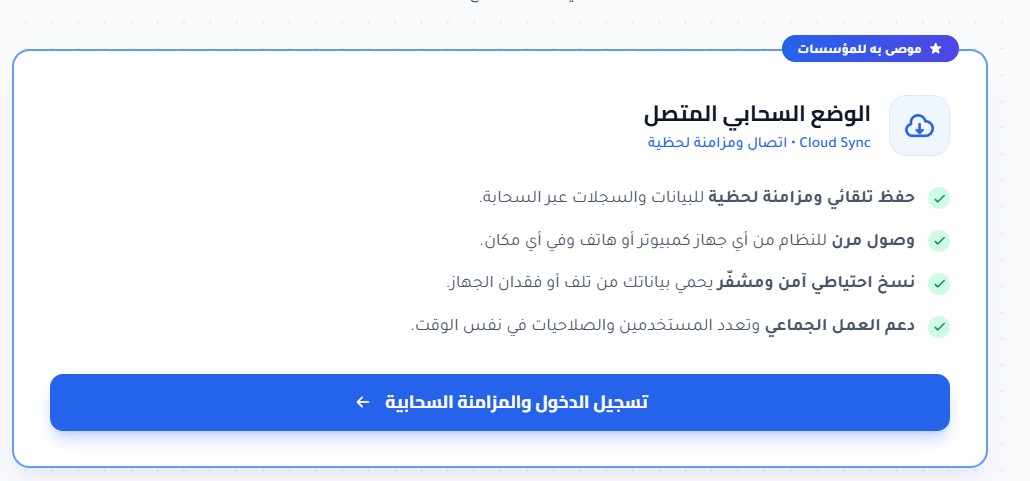 موصى به للمؤسسات
الوضع السحابي المتصل
Cloud Sync • اتصال ومزامنة لحظية
حفظ تلقائي ومزامنة لحظية للبيانات والسجلات عبر السحابة.
وصول مرن للنظام من أي جهاز كمبيوتر أو هاتف وفي أي مكان.
نسخ احتياطي آمن ومشفّر يحمي بياناتك من تلف أو فقدان الجهاز.
دعم العمل الجماعي وتعدد المستخدمين والصلاحيات في نفس الوقت.
تسجيل الدخول والمزامنة السحابية ←